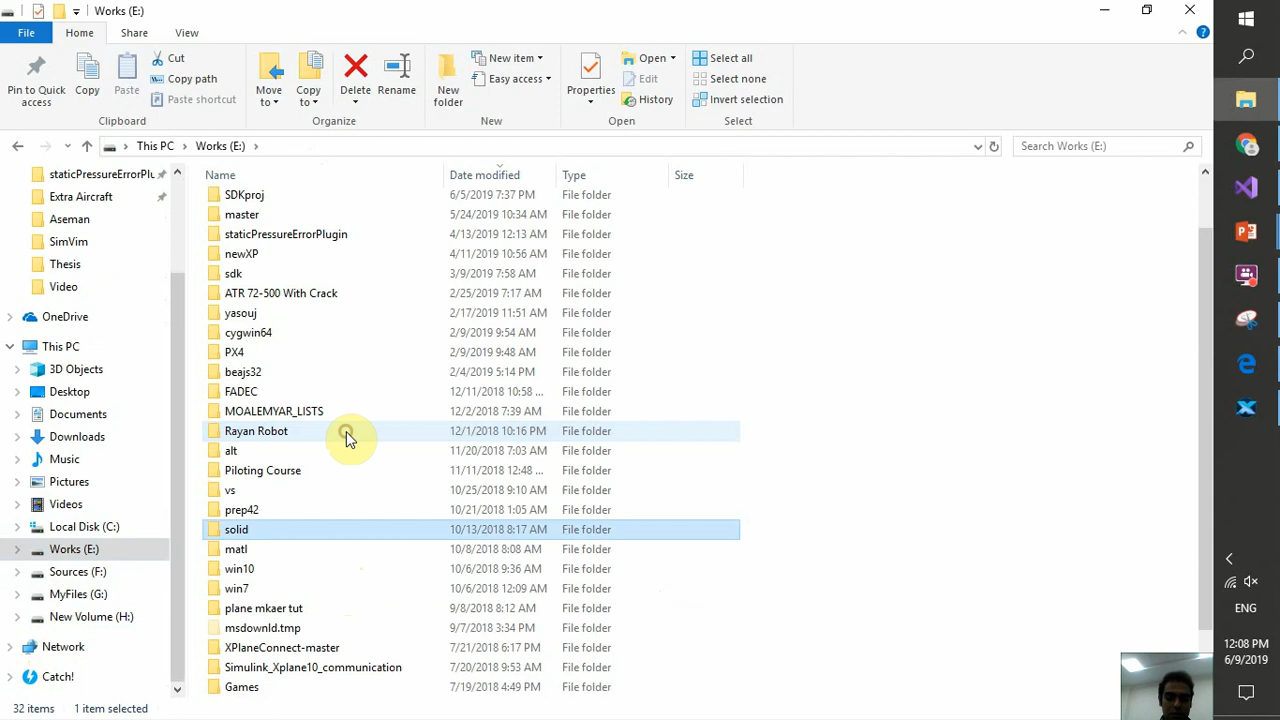 Works (E:)
File Home Share View
Pin to Quick access
Copy
Paste
Cut
Copy path
Paste shortcut
Clipboard
Move to
Copy to
Delete
Rename
Organize
New folder
New item
Easy access
New
Properties
Open
Edit
History
Open
Select all
Select none
Invert selection
Select
This PC Works (E:)
Search Works (E:)
staticPressureErrorPlu
Extra Aircraft
Aseman
SimVim
Thesis
Video
OneDrive
This PC
3D Objects
Desktop
Documents
Downloads
Music
Pictures
Videos
Local Disk (C:)
Works (E:)
Sources (F:)
MyFiles (G:)
New Volume (H:)
Network
Catch!
Name Date modified Type Size
SDKproj 6/5/2019 7:37 PM File folder
master 5/24/2019 10:34 AM File folder
staticPressureErrorPlugin 4/13/2019 12:13 AM File folder
newXP 4/11/2019 10:56 AM File folder
sdk 3/9/2019 7:58 AM File folder
ATR 72-500 With Crack 2/25/2019 7:17 AM File folder
yasouj 2/17/2019 11:51 AM File folder
cygwin64 2/9/2019 9:54 AM File folder
PX4 2/9/2019 9:48 AM File folder
beajs32 2/4/2019 5:14 PM File folder
FADEC 12/11/2018 10:58 ... File folder
MOALEMYAR_LISTS 12/2/2018 7:39 AM File folder
Rayan Robot 12/1/2018 10:16 PM File folder
alt 11/20/2018 7:03 AM File folder
Piloting Course 11/11/2018 12:48 ... File folder
vs 10/25/2018 9:10 AM File folder
prep42 10/21/2018 1:05 AM File folder
solid 10/13/2018 8:17 AM File folder
matl 10/8/2018 8:08 AM File folder
win10 10/6/2018 9:36 AM File folder
win7 10/6/2018 12:09 AM File folder
plane mkaer tut 9/8/2018 8:12 AM File folder
msdownld.tmp 9/7/2018 3:34 PM File folder
XPlaneConnect-master 7/21/2018 6:17 PM File folder
Simulink_Xplane10_communication 7/20/2018 9:53 AM File folder
Games 7/19/2018 4:49 PM File folder
32 items 1 item selected
ENG
12:08 PM
6/9/2019